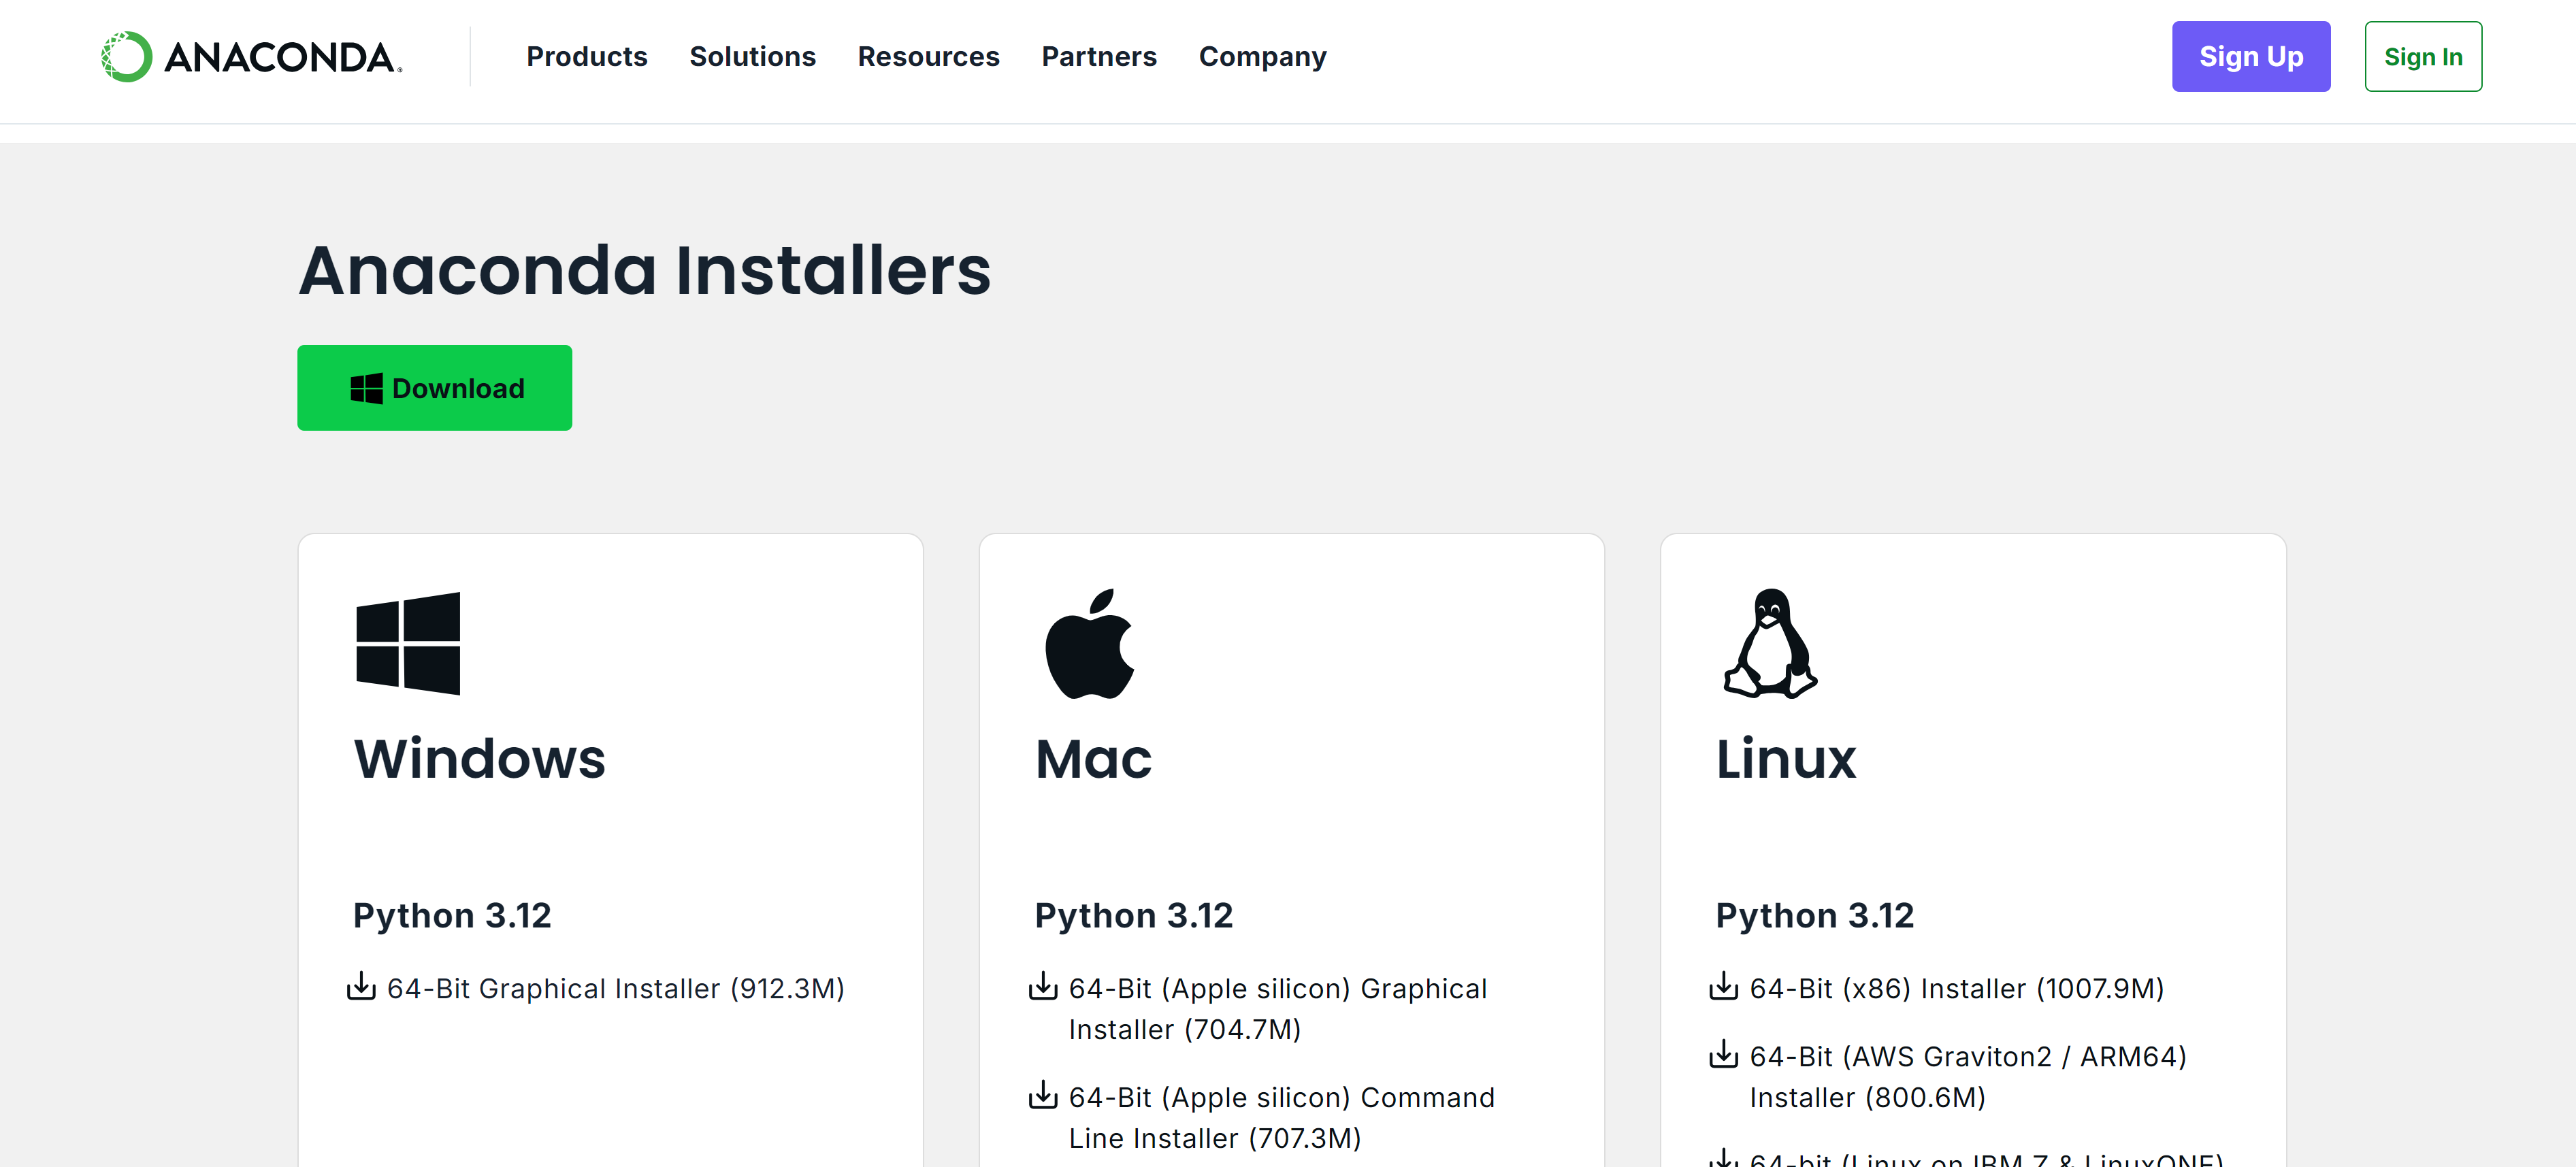 ANACONDA®
Products
Solutions
Resources
Partners
Company
Sign Up
Sign In
Anaconda Installers
Download
Windows
Python 3.12
64-Bit Graphical Installer (912.3M)
Mac
Python 3.12
64-Bit (Apple silicon) Graphical
Installer (704.7M)
64-Bit (Apple silicon) Command
Line Installer (707.3M)
Linux
Python 3.12
64-Bit (x86) Installer (1007.9M)
64-Bit (AWS Graviton2 / ARM64)
Installer (800.6M)
64-bit (Linux on IBM Z & LinuxONE)